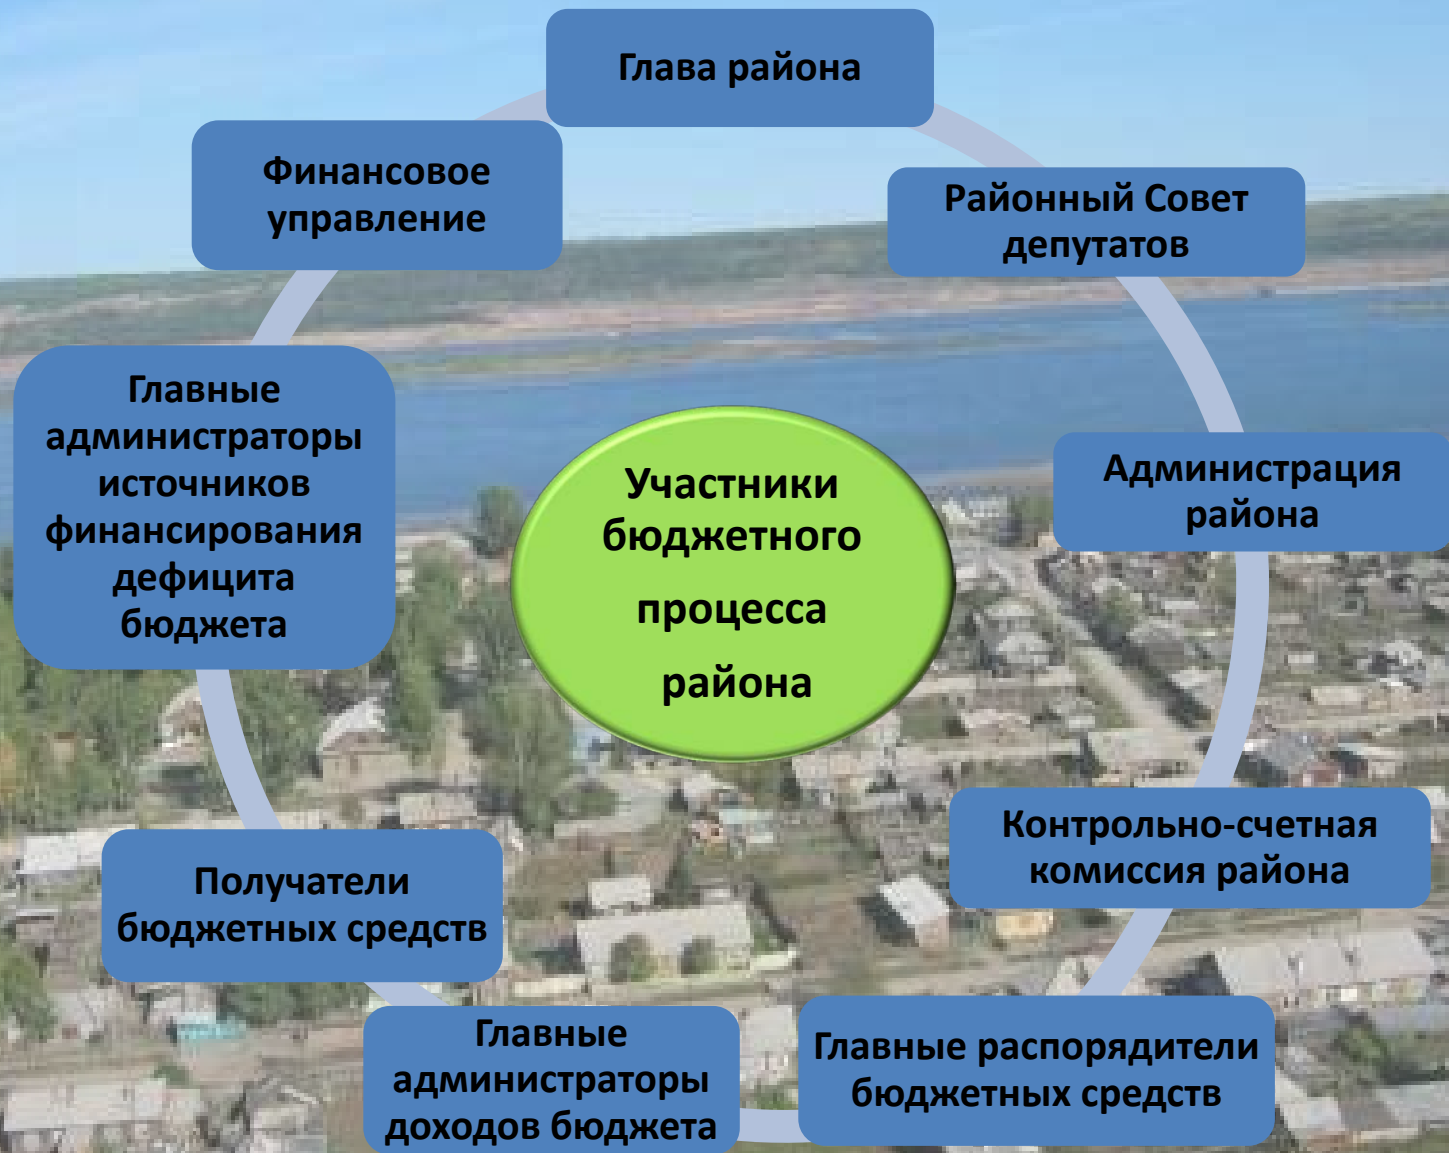 Глава района
Финансовое
управление
Районный Совет
депутатов
Главные
администраторы
источников
финансирования
дефицита
бюджета
Участники
бюджетного
процесса
района
Администрация
района
Контрольно-счетная
комиссия района
Получатели
бюджетных средств
Главные
администраторы
доходов бюджета
Главные распорядители
бюджетных средств